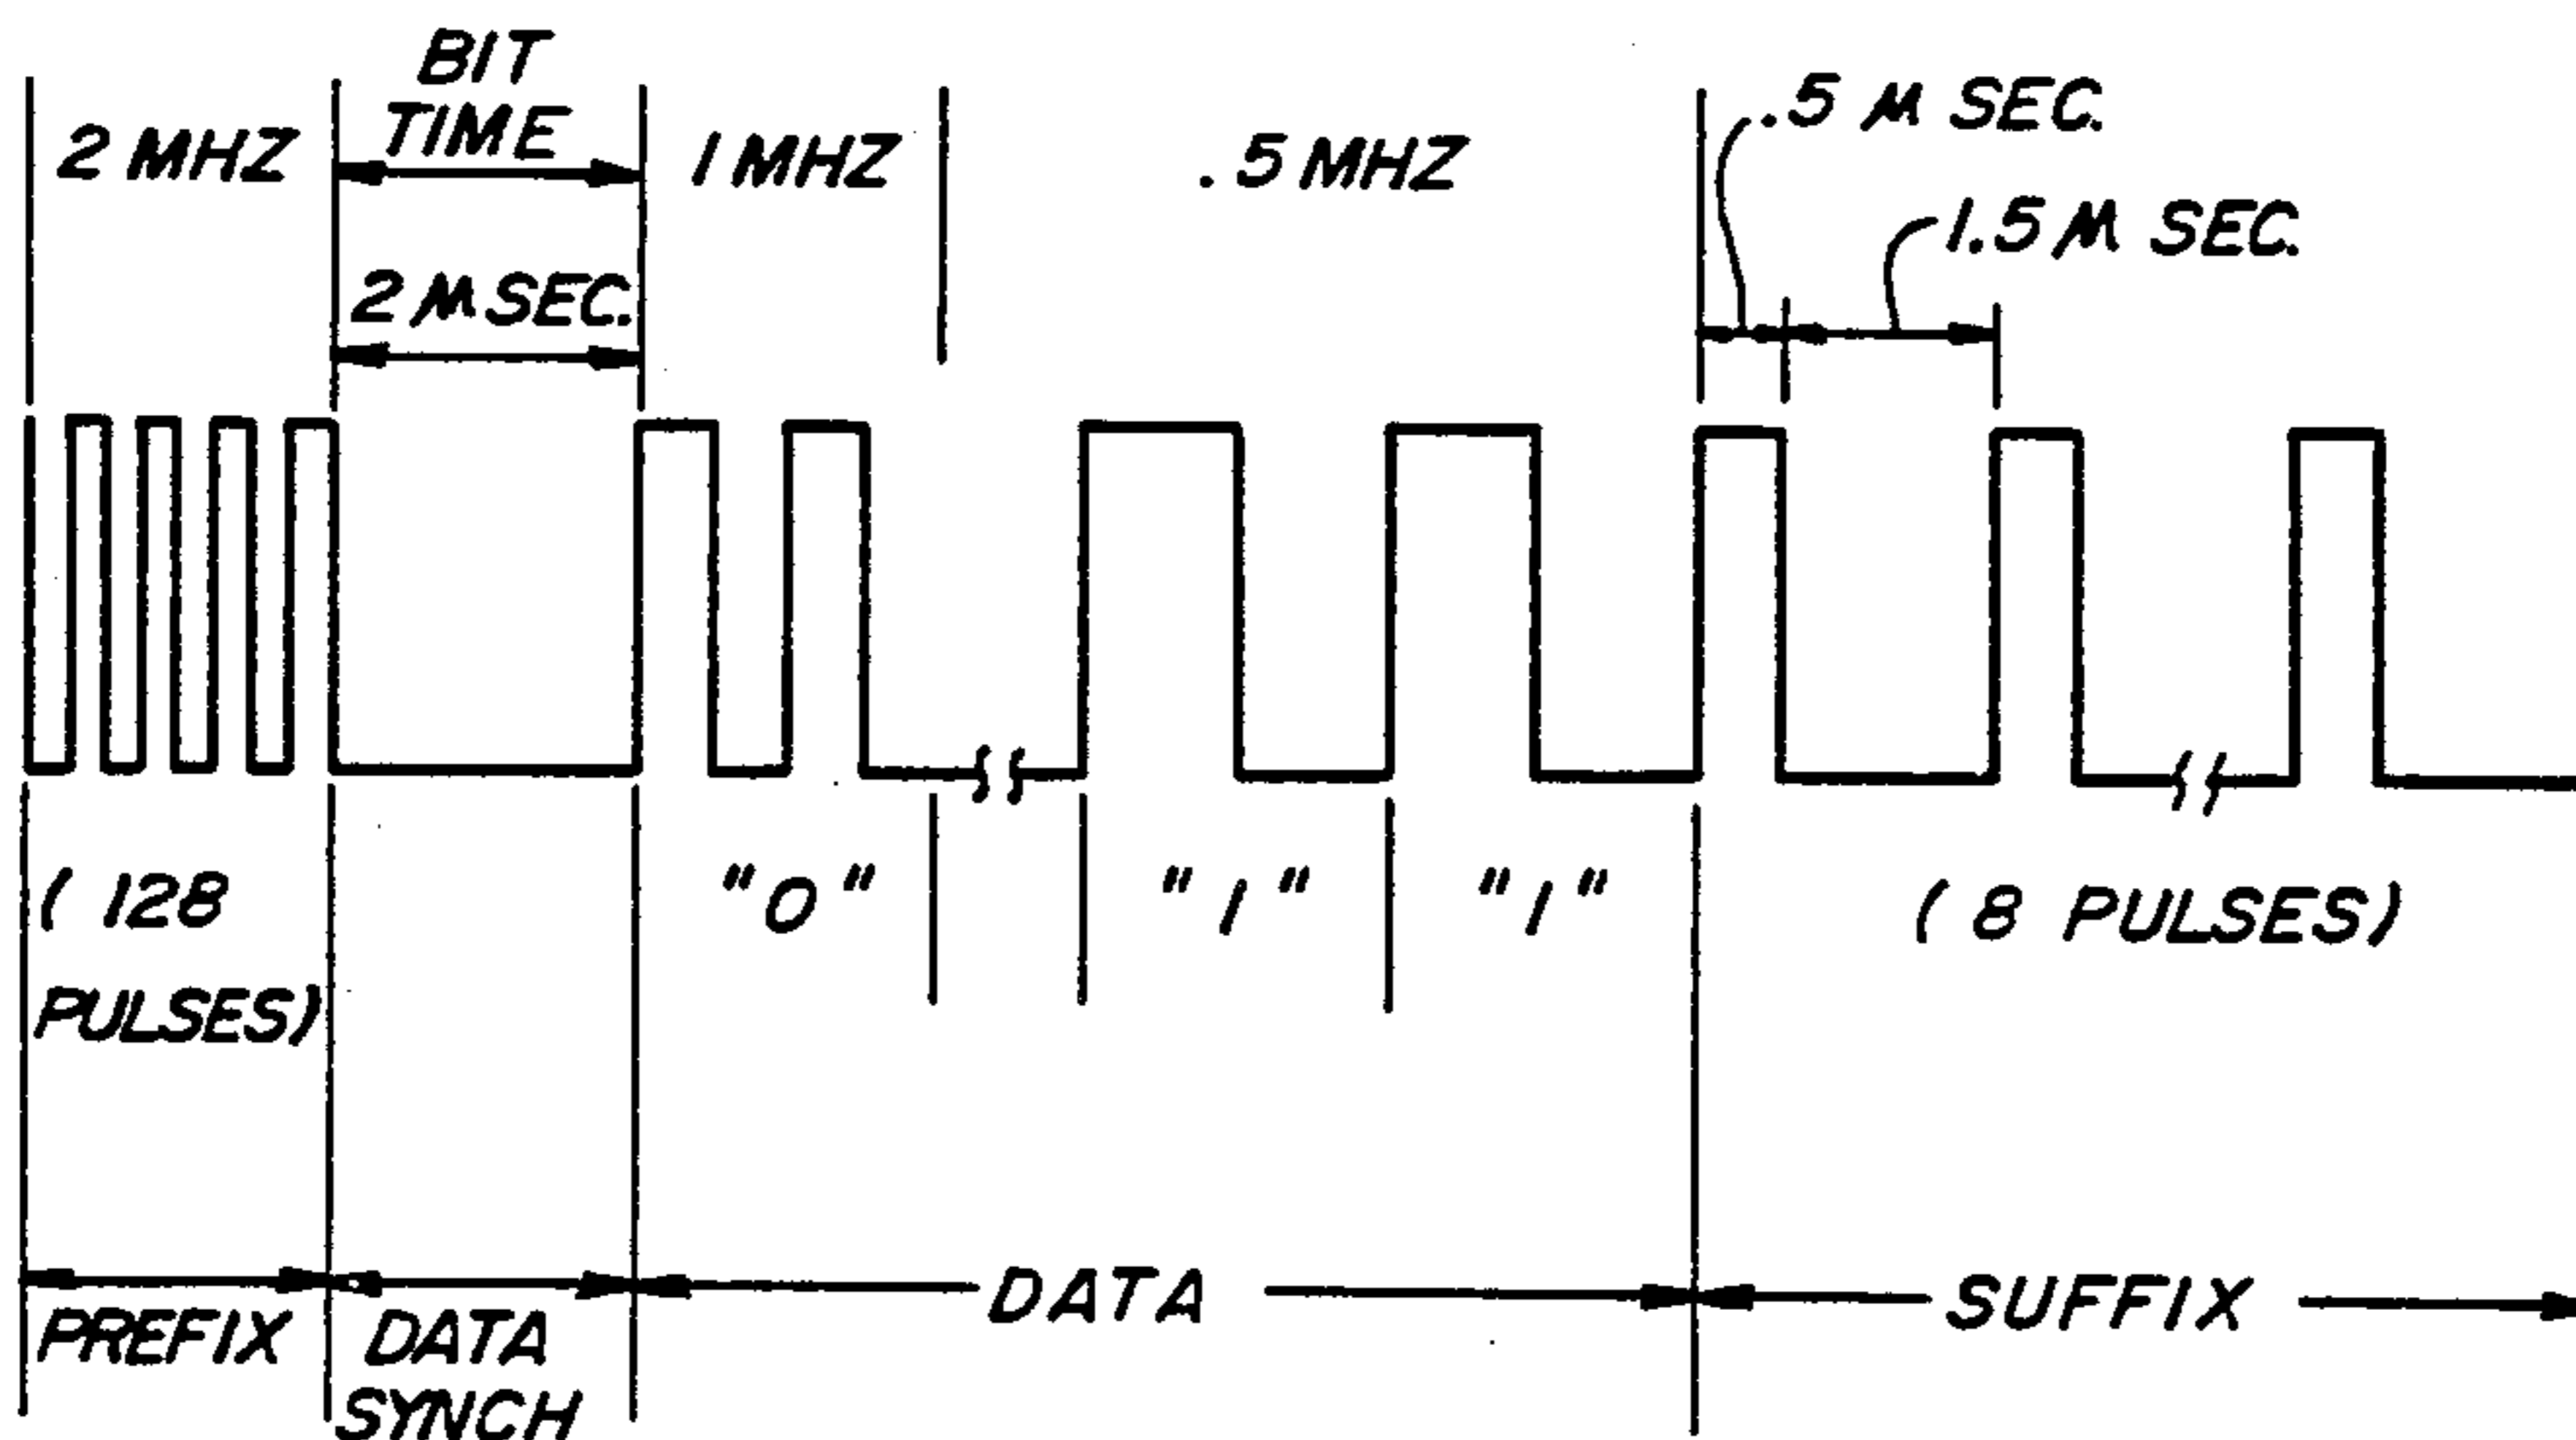 BIT
TIME
2 MHZ
1 MHZ
.5 MHZ
.5 µ SEC.
1.5 µ SEC.
2 µ SEC.
"0"
"1"
"1"
( 128
PULSES)
( 8 PULSES)
PREFIX
DATA
SYNCH
DATA
SUFFIX